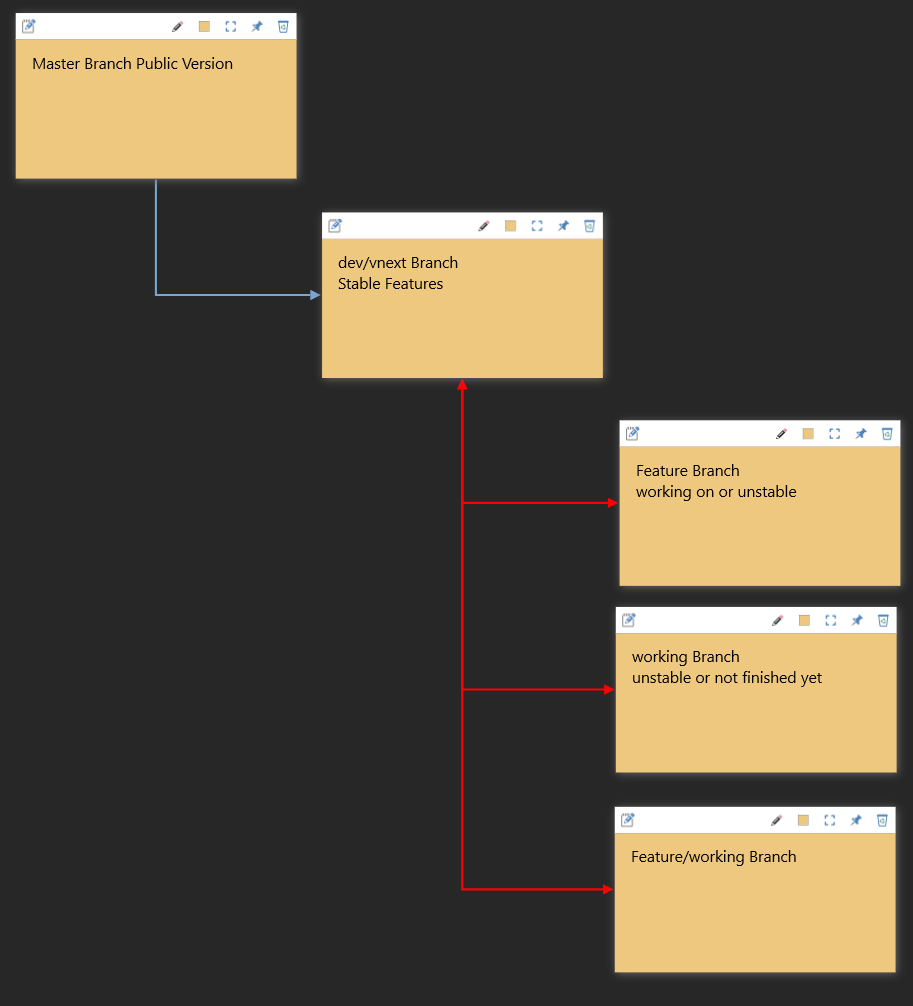 Master Branch Public Version
dev/vnext Branch
Stable Features
Feature Branch
working on or unstable
working Branch
unstable or not finished yet
Feature/working Branch